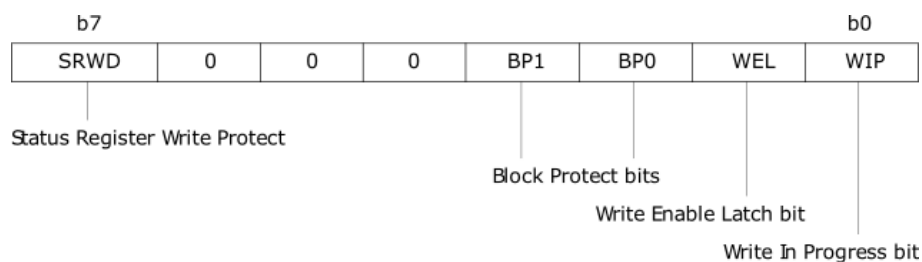 b7 b0
SRWD 0 0 0 BP1 BP0 WEL WIP
Status Register Write Protect
Block Protect bits
Write Enable Latch bit
Write In Progress bit